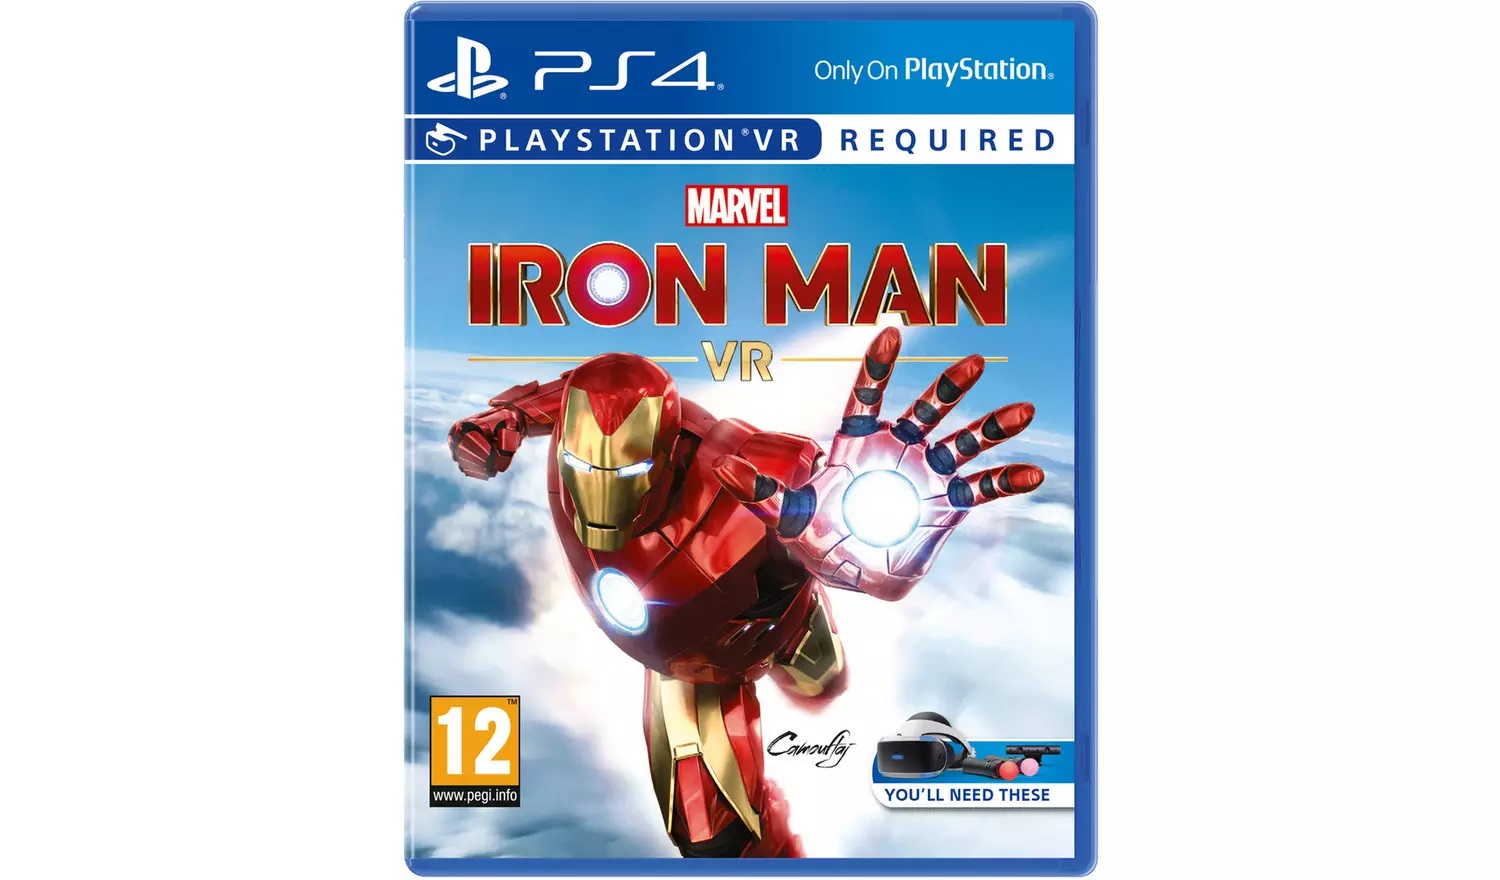 PS4®
Only On PlayStation®
PLAYSTATION®VR REQUIRED
MARVEL
IRON MAN
VR
12™
www.pegi.info
Camouflaj
YOU'LL NEED THESE